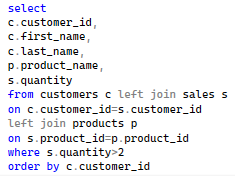 select
c.customer_id,
c.first_name,
c.last_name,
p.product_name,
s.quantity
from customers c left join sales s
on c.customer_id=s.customer_id
left join products p
on s.product_id=p.product_id
where s.quantity>2
order by c.customer_id